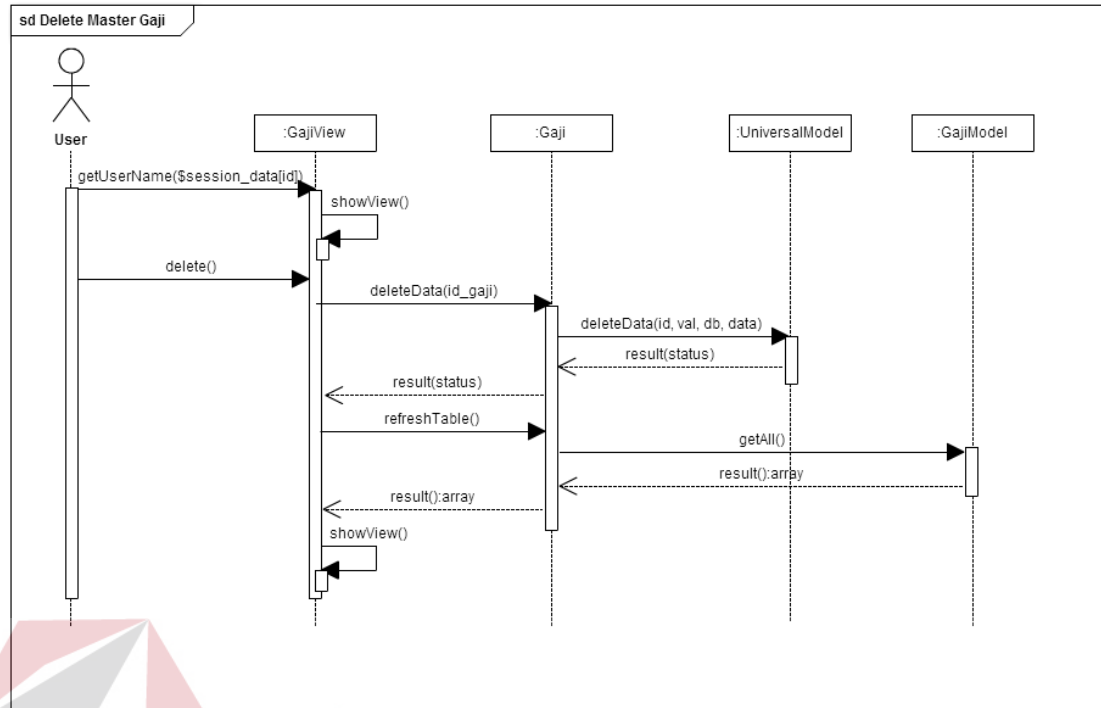 sd Delete Master Gaji
User
:GajiView
:Gaji
:UniversalModel
:GajiModel
getUserName($session_data[id])
showView()
delete()
deleteData(id_gaji)
deleteData(id, val, db, data)
result(status)
result(status)
refreshTable()
getAll()
result():array
result():array
showView()